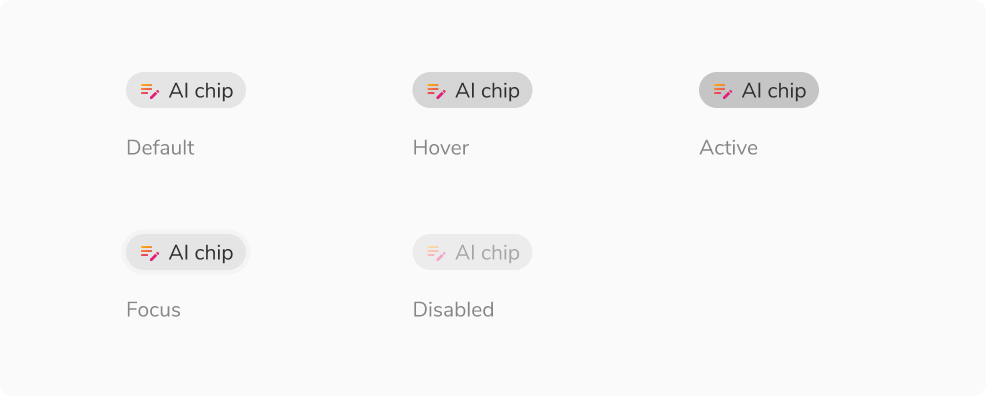 AI chip AI chip AI chip
Default Hover Active
AI chip AI chip
Focus Disabled